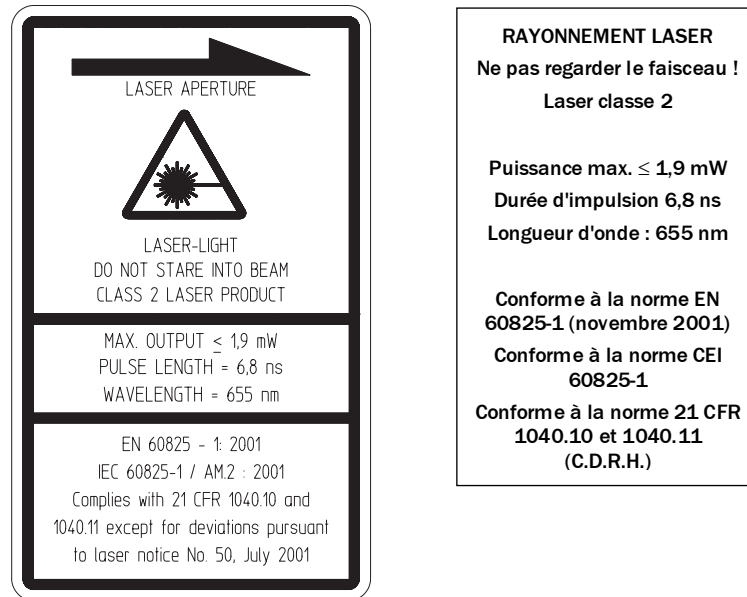 LASER APERTURE
LASER-LIGHT
DO NOT STARE INTO BEAM
CLASS 2 LASER PRODUCT
MAX. OUTPUT ≤ 1,9 mW
PULSE LENGTH = 6,8 ns
WAVELENGTH = 655 nm
EN 60825 - 1: 2001
IEC 60825-1 / AM.2 : 2001
Complies with 21 CFR 1040.10 and
1040.11 except for deviations pursuant
to laser notice No. 50, July 2001
RAYONNEMENT LASER
Ne pas regarder le faisceau !
Laser classe 2
Puissance max. ≤ 1,9 mW
Durée d'impulsion 6,8 ns
Longueur d'onde : 655 nm
Conforme à la norme EN
60825-1 (novembre 2001)
Conforme à la norme CEI
60825-1
Conforme à la norme 21 CFR
1040.10 et 1040.11
(C.D.R.H.)